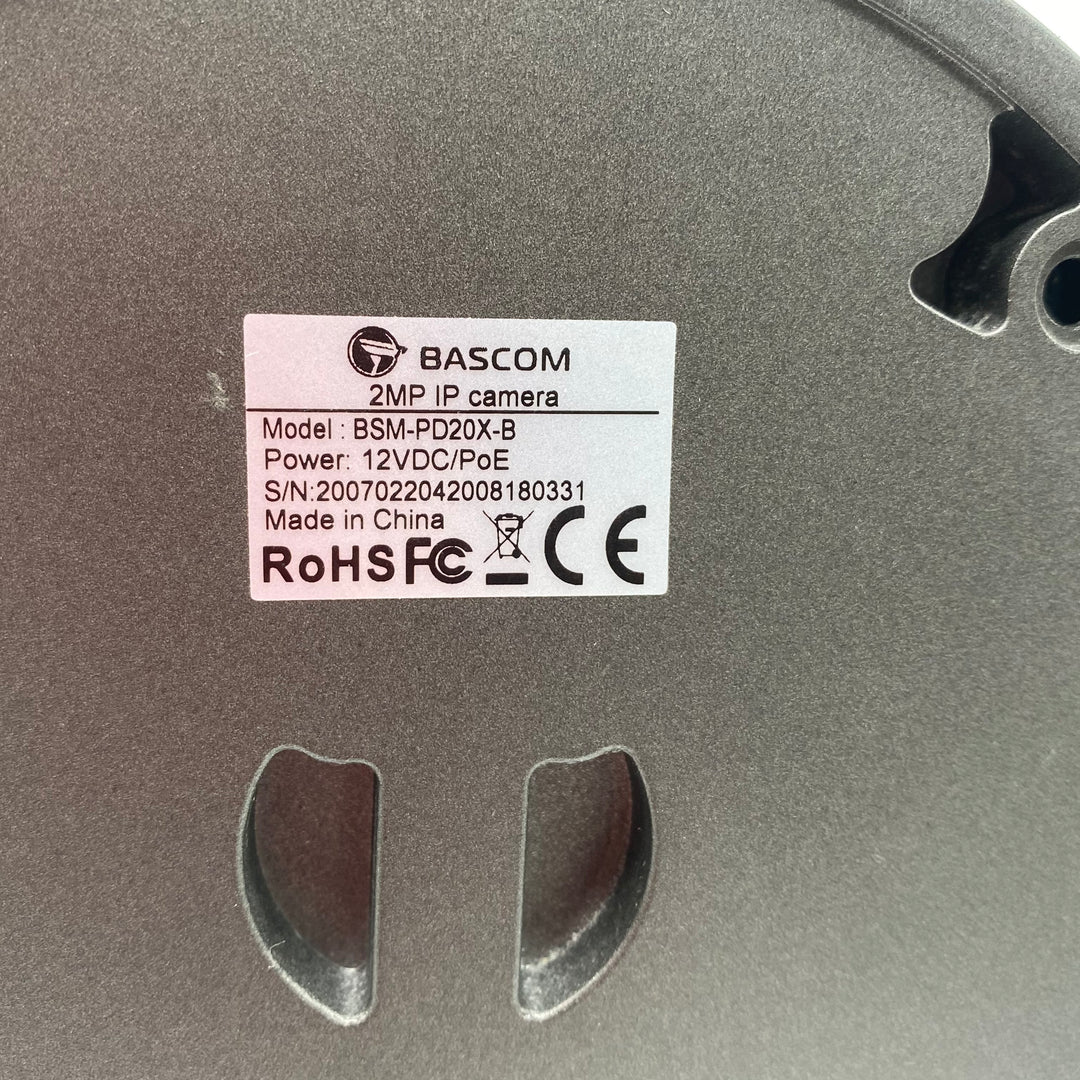 BASCOM
2MP IP camera
Model : BSM-PD20X-B
Power: 12VDC/PoE
S/N:2007022042008180331
Made in China
RoHS FC CE